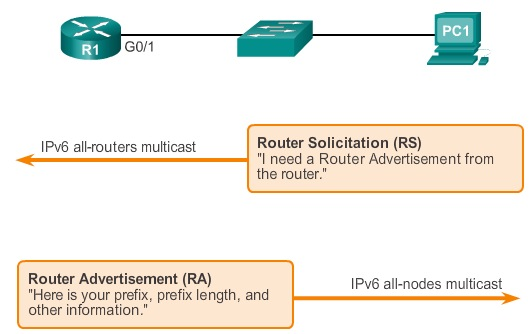 R1
G0/1
PC1
IPv6 all-routers multicast
Router Solicitation (RS)
"I need a Router Advertisement from
the router."
Router Advertisement (RA)
"Here is your prefix, prefix length, and
other information."
IPv6 all-nodes multicast